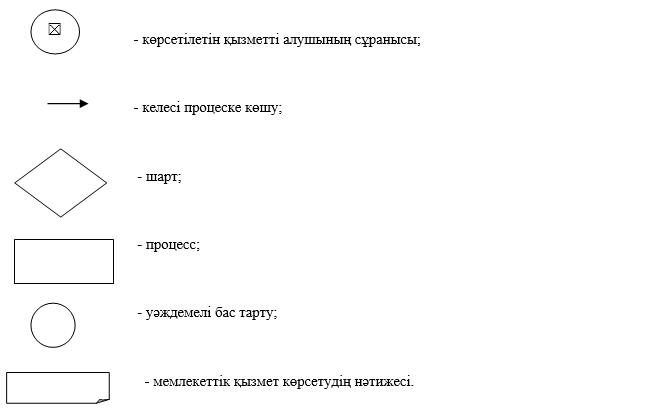 - көрсетілетін қызметті алушының сұранысы;
- келесі процеске көшу;
- шарт;
- процесс;
- уәждемелі бас тарту;
- мемлекеттік қызмет көрсетудің нәтижесі.